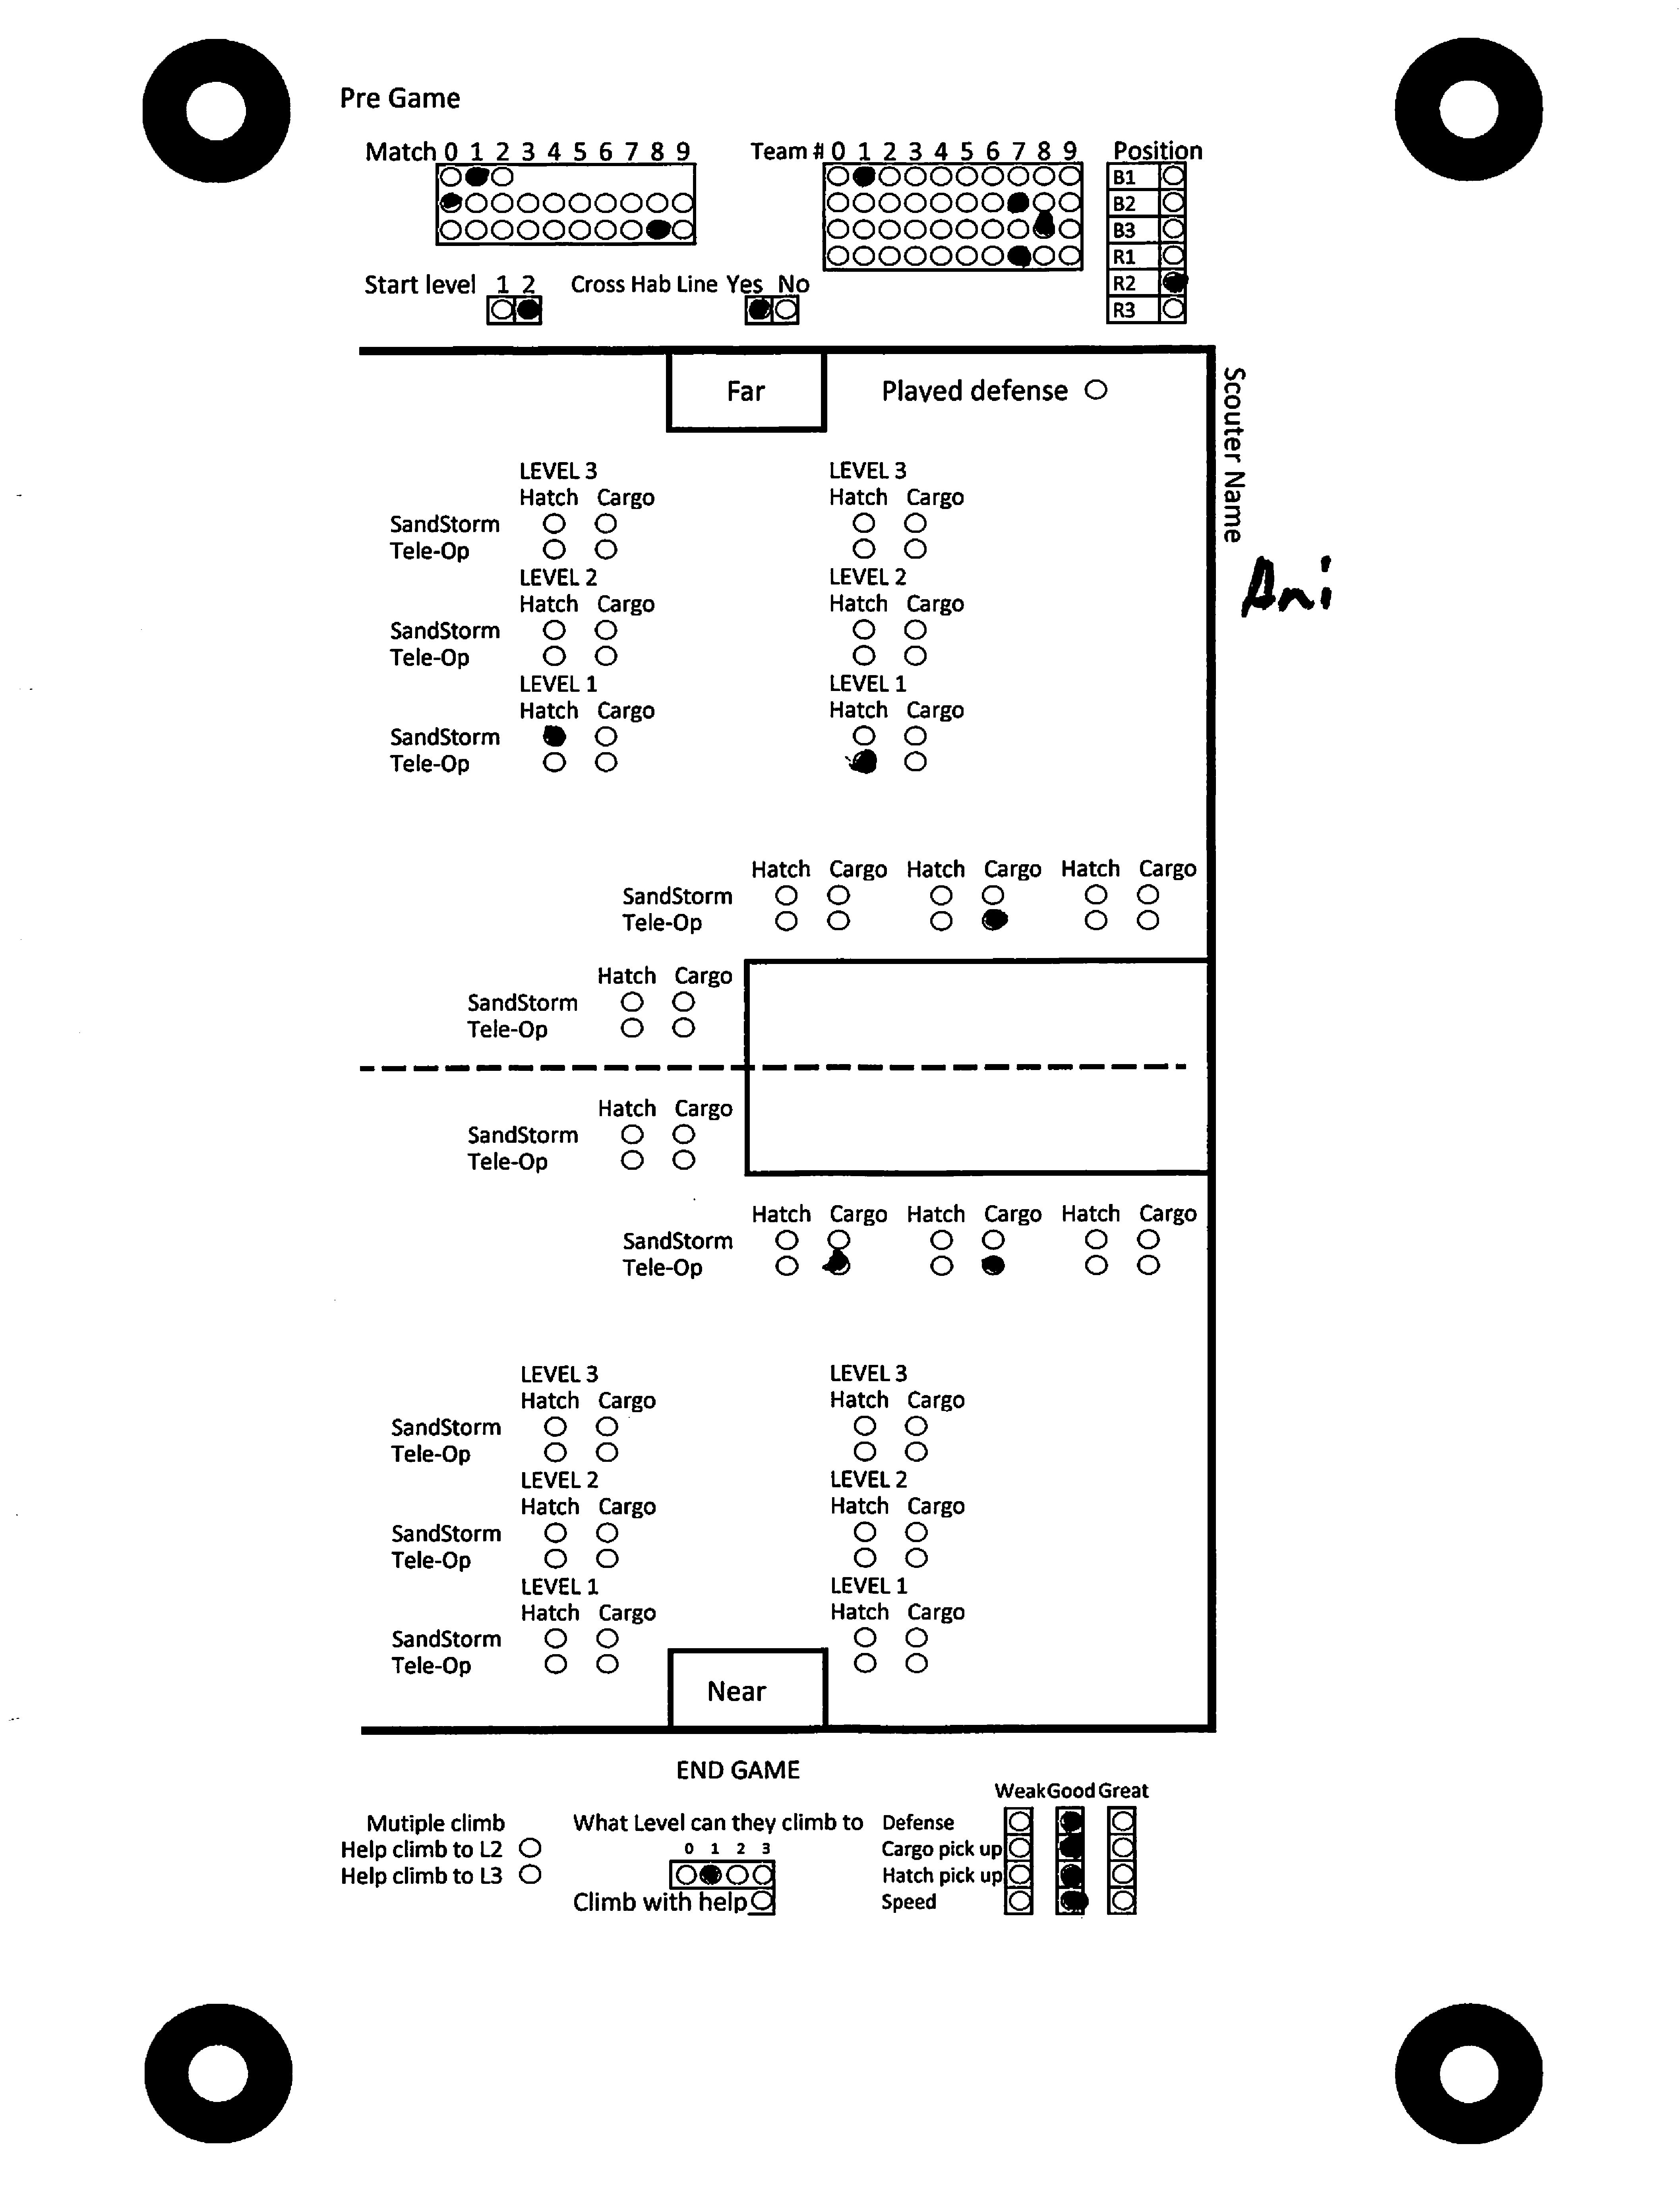 Pre Game
Match 0 1 2 3 4 5 6 7 8 9
Team # 0 1 2 3 4 5 6 7 8 9
Position
B1
B2
B3
R1
R2
R3
Start level 1 2
Cross Hab Line Yes No
Far
Played defense
Scouter Name
Ani
LEVEL 3 LEVEL 3
Hatch Cargo Hatch Cargo
SandStorm
Tele-Op
LEVEL 2 LEVEL 2
Hatch Cargo Hatch Cargo
SandStorm
Tele-Op
LEVEL 1 LEVEL 1
Hatch Cargo Hatch Cargo
SandStorm
Tele-Op
Hatch Cargo Hatch Cargo Hatch Cargo
SandStorm
Tele-Op
Hatch Cargo
SandStorm
Tele-Op
Hatch Cargo
SandStorm
Tele-Op
Hatch Cargo Hatch Cargo Hatch Cargo
SandStorm
Tele-Op
LEVEL 3 LEVEL 3
Hatch Cargo Hatch Cargo
SandStorm
Tele-Op
LEVEL 2 LEVEL 2
Hatch Cargo Hatch Cargo
SandStorm
Tele-Op
LEVEL 1 LEVEL 1
Hatch Cargo Hatch Cargo
SandStorm
Tele-Op
Near
END GAME
Mutiple climb
Help climb to L2
Help climb to L3
What Level can they climb to
0 1 2 3
Climb with help
Weak Good Great
Defense
Cargo pick up
Hatch pick up
Speed